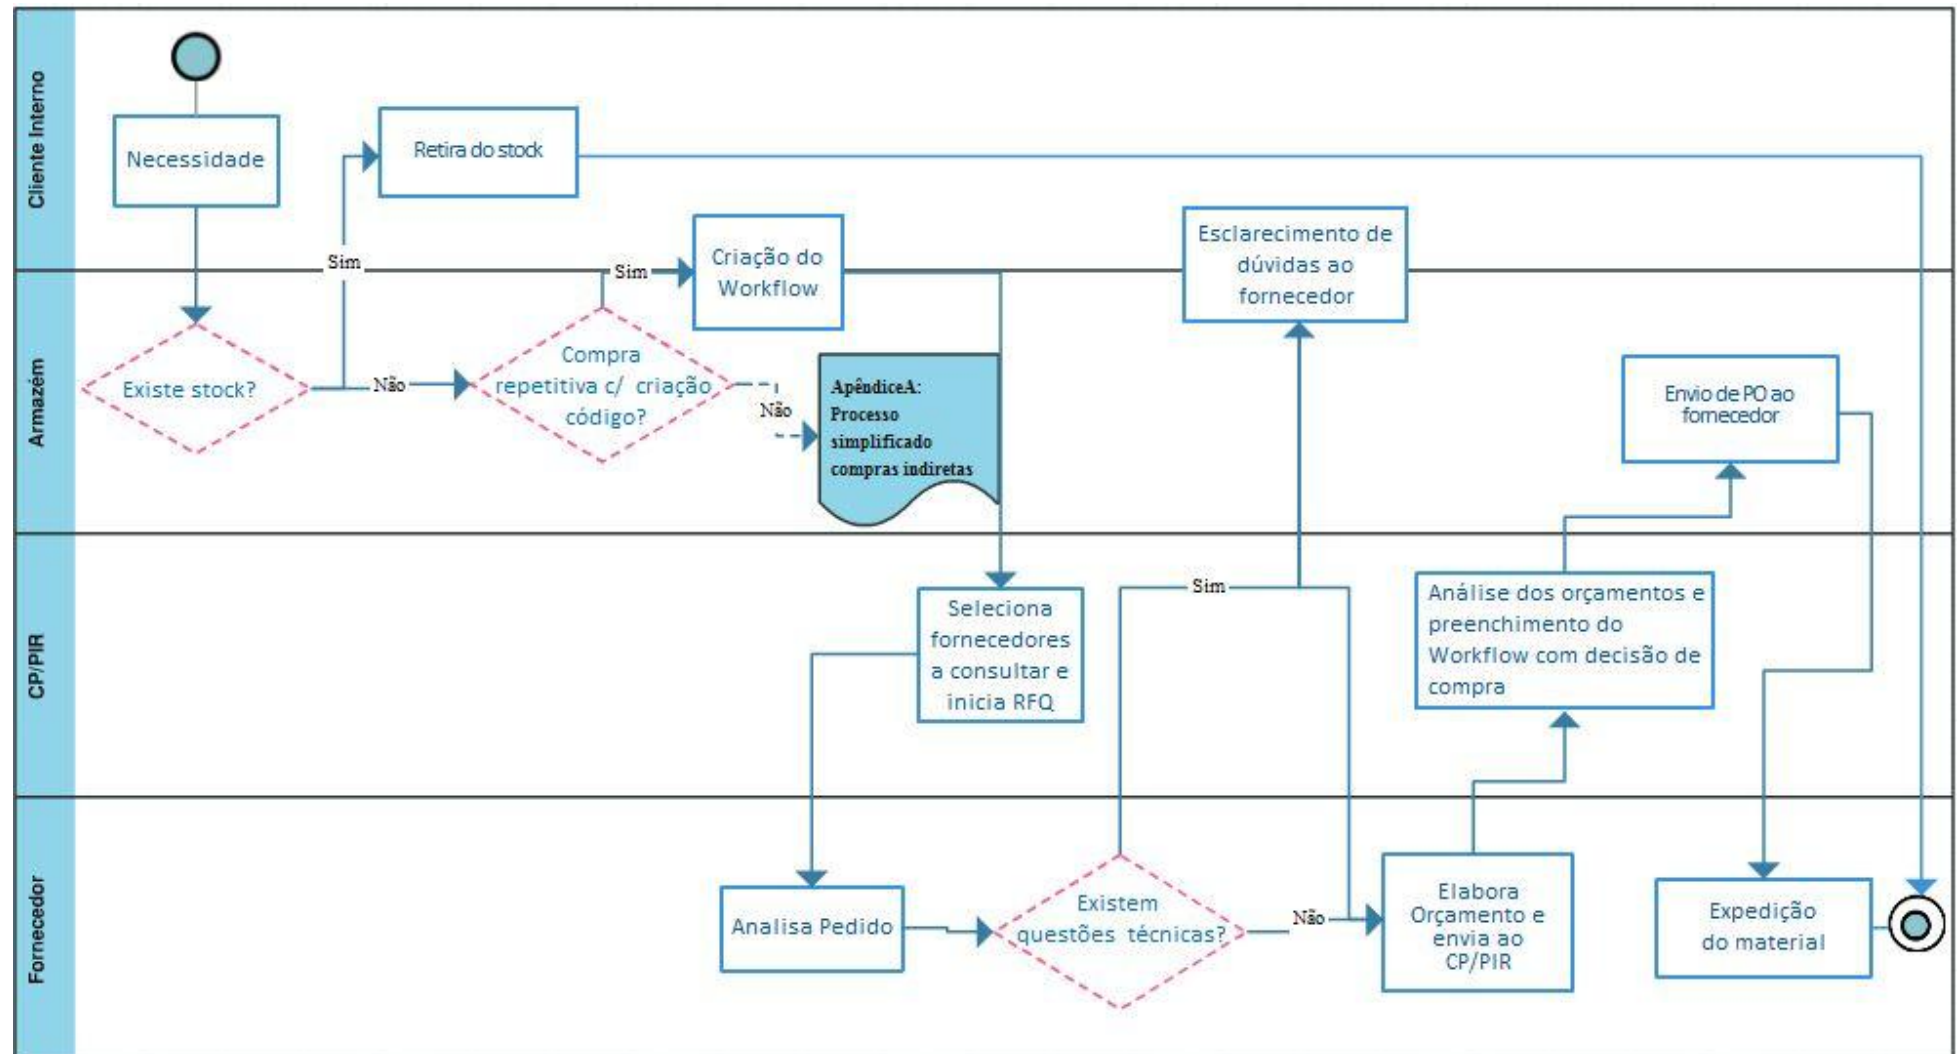 Cliente Interno
Necessidade
Retira do stock
Sim
Sim
Criação do
Workflow
Esclarecimento de
dúvidas ao
fornecedor
Armazém
Existe stock?
Não
Compra
repetitiva c/ criação
código?
Não
ApêndiceA:
Processo
simplificado
compras indiretas
Envio de PO ao
fornecedor
CP/PIR
Seleciona
fornecedores
a consultar e
inicia RFQ
Sim
Análise dos orçamentos e
preenchimento do
Workflow com decisão de
compra
Fornecedor
Analisa Pedido
Existem
questões técnicas?
Não
Elabora
Orçamento e
envia ao
CP/PIR
Expedição
do material